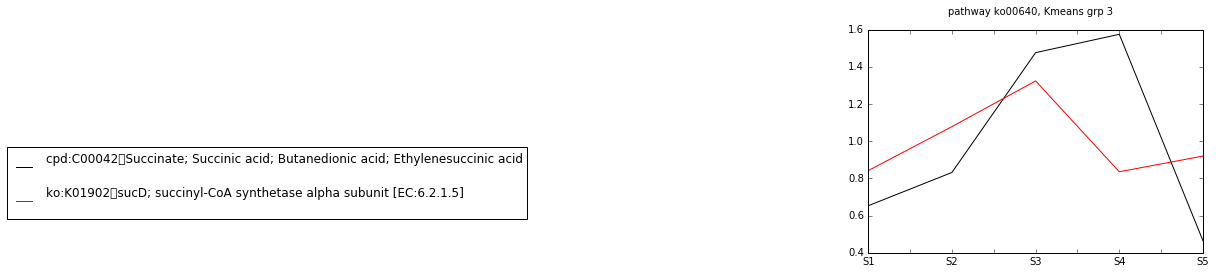 pathway ko00640, Kmeans grp 3
cpd:C00042▯Succinate; Succinic acid; Butanedionic acid; Ethylenesuccinic acid
ko:K01902▯sucD; succinyl-CoA synthetase alpha subunit [EC:6.2.1.5]
1.6
1.4
1.2
1.0
0.8
0.6
0.4
S1 S2 S3 S4 S5